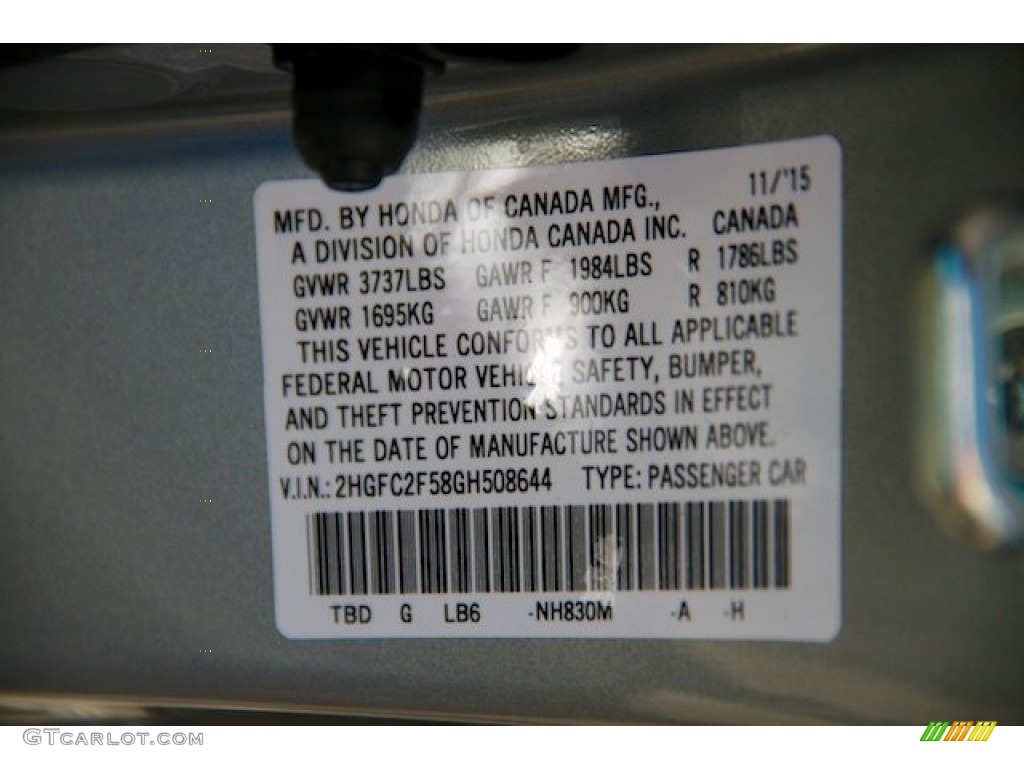 11/'15
MFD. BY HONDA OF CANADA MFG.,
A DIVISION OF HONDA CANADA INC. CANADA
GVWR 3737LBS GAWR F 1984LBS R 1786LBS
GVWR 1695KG GAWR F 900KG R 810KG
THIS VEHICLE CONFORMS TO ALL APPLICABLE
FEDERAL MOTOR VEHICLE SAFETY, BUMPER,
AND THEFT PREVENTION STANDARDS IN EFFECT
ON THE DATE OF MANUFACTURE SHOWN ABOVE.
V.I.N.: 2HGFC2F58GH508644 TYPE: PASSENGER CAR
TBD G LB6 -NH830M -A -H
GTCarlot.com